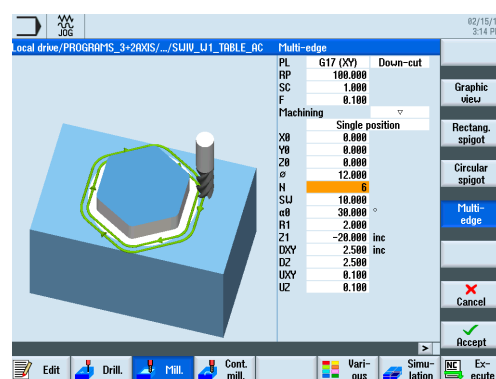 JOG
02/15/1
3:14 P
Local drive/PROGRAMS_3+2AXIS/.../SWIV_W1_TABLE_AC
Multi-edge
PL G17 (XY) Down-cut
RP 100.000
SC 1.000
F 0.100
Machining ▽
Single position
X0 0.000
Y0 0.000
Z0 0.000
ø 12.000
N 6
SW 10.000
α0 30.000 °
R1 2.000
Z1 -20.000 inc
DXY 2.500 inc
DZ 2.500
UXY 0.100
UZ 0.100
Graphic
view
Rectang.
spigot
Circular
spigot
Multi-
edge
Cancel
Accept
>
Edit
Drill.
Mill.
Cont.
mill.
Vari-
ous
Simu-
lation
NC
Ex-
ecute